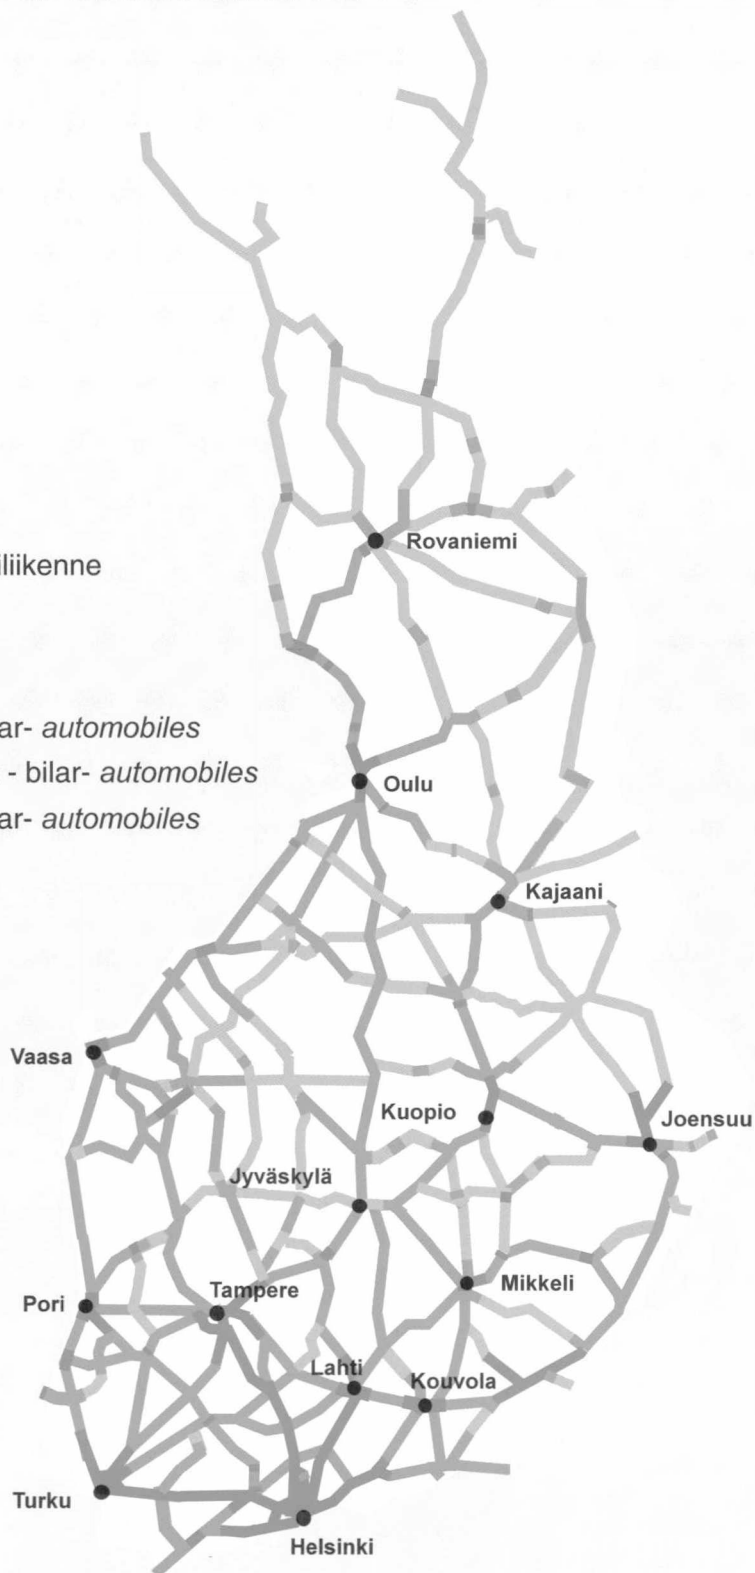 Rovaniemi
iliikenne
ar- automobiles
- bilar- automobiles
Oulu
ar- automobiles
Kajaani
Vaasa
Kuopio
Joensuu
Jyväskylä
Mikkeli
Pori
Tampere
Lahti
Kouvola
Turku
Helsinki